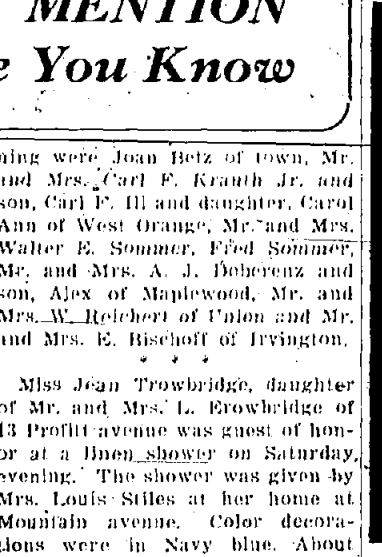 MENTION
e You Know
ning were Joan Betz of town, Mr.
and Mrs. Carl F. Krauth Jr. and
son, Carl F. III and daughter, Carol
Ann of West Orange, Mr. and Mrs.
Walter E. Sommer, Fred Sommer,
Mr. and Mrs. A. J. Doberenz and
son, Alex of Maplewood, Mr. and
Mrs. W. Reichert of Union and Mr.
and Mrs. E. Bischoff of Irvington.
* * *
Miss Jean Trowbridge, daughter
of Mr. and Mrs. L. Erowbridge of
13 Profitt avenue was guest of hon-
or at a linen shower on Saturday,
evening. The shower was given by
Mrs. Louis Stiles at her home at
Mountain avenue. Color decora-
tions were in Navy blue. About